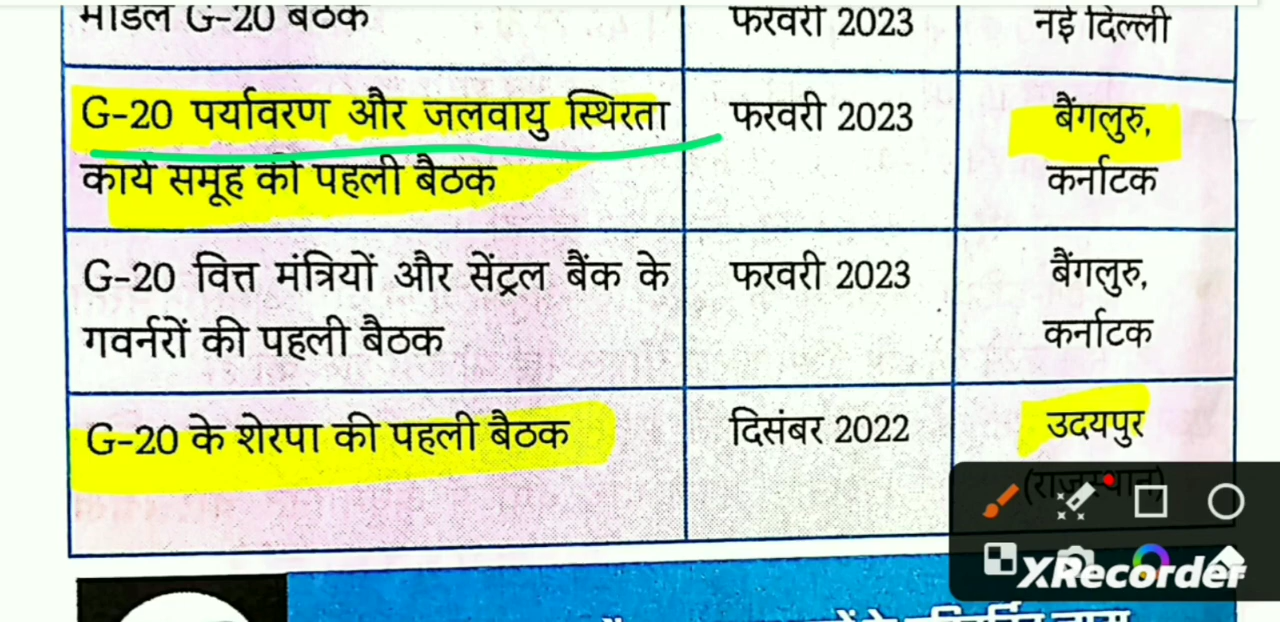 मॉडल G-20 बैठक
फरवरी 2023
नई दिल्ली
G-20 पर्यावरण और जलवायु स्थिरता
कार्य समूह की पहली बैठक
फरवरी 2023
बैंगलुरु,
कर्नाटक
G-20 वित्त मंत्रियों और सेंट्रल बैंक के
गवर्नरों की पहली बैठक
फरवरी 2023
बैंगलुरु,
कर्नाटक
G-20 के शेरपा की पहली बैठक
दिसंबर 2022
उदयपुर
(राजस्थान)
XRecorder